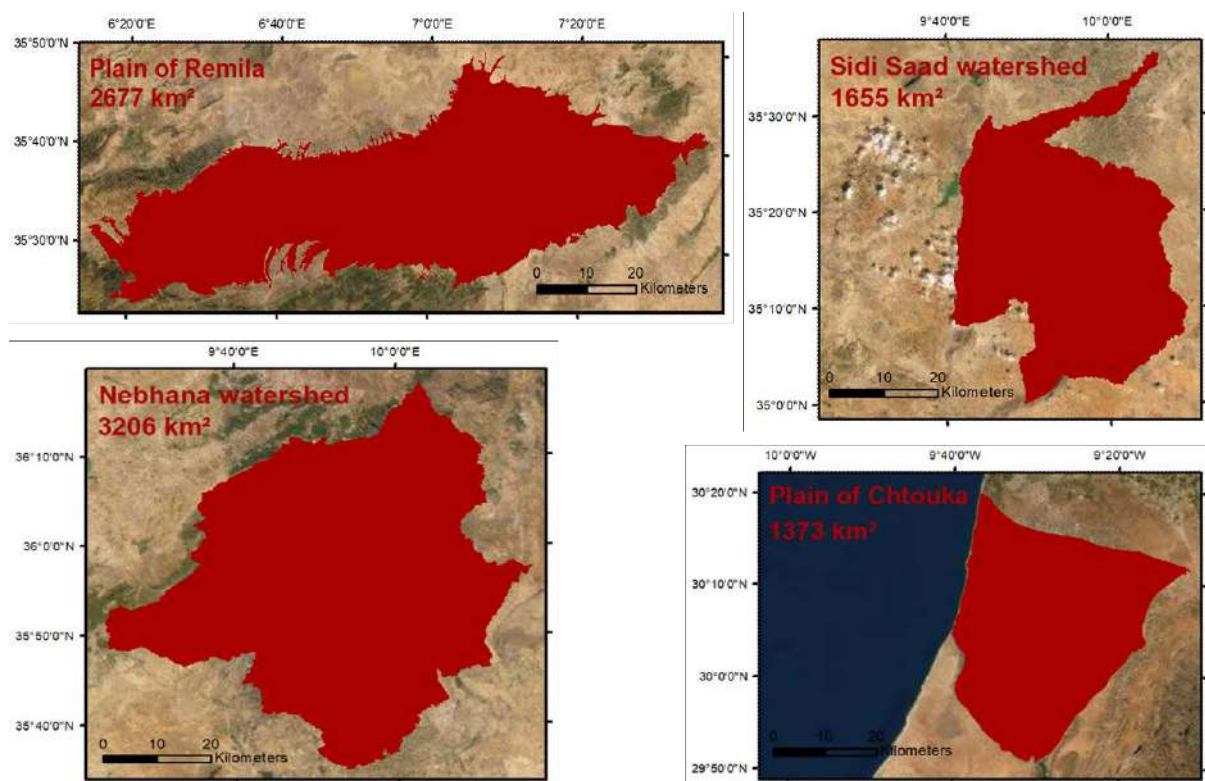 6°20'0"E 6°40'0"E 7°0'0"E 7°20'0"E
35°50'0"N
Plain of Remila
2677 km²
35°40'0"N
35°30'0"N
0 10 20
Kilometers
9°40'0"E 10°0'0"E
Sidi Saad watershed
1655 km²
35°30'0"N
35°20'0"N
35°10'0"N
0 10 20
Kilometers
35°0'0"N
9°40'0"E 10°0'0"E
Nebhana watershed
3206 km²
36°10'0"N
36°0'0"N
35°50'0"N
35°40'0"N
0 10 20
Kilometers
10°0'0"W 9°40'0"W 9°20'0"W
30°20'0"N
Plain of Chtouka
1373 km²
30°10'0"N
30°0'0"N
0 10 20
Kilometers
29°50'0"N